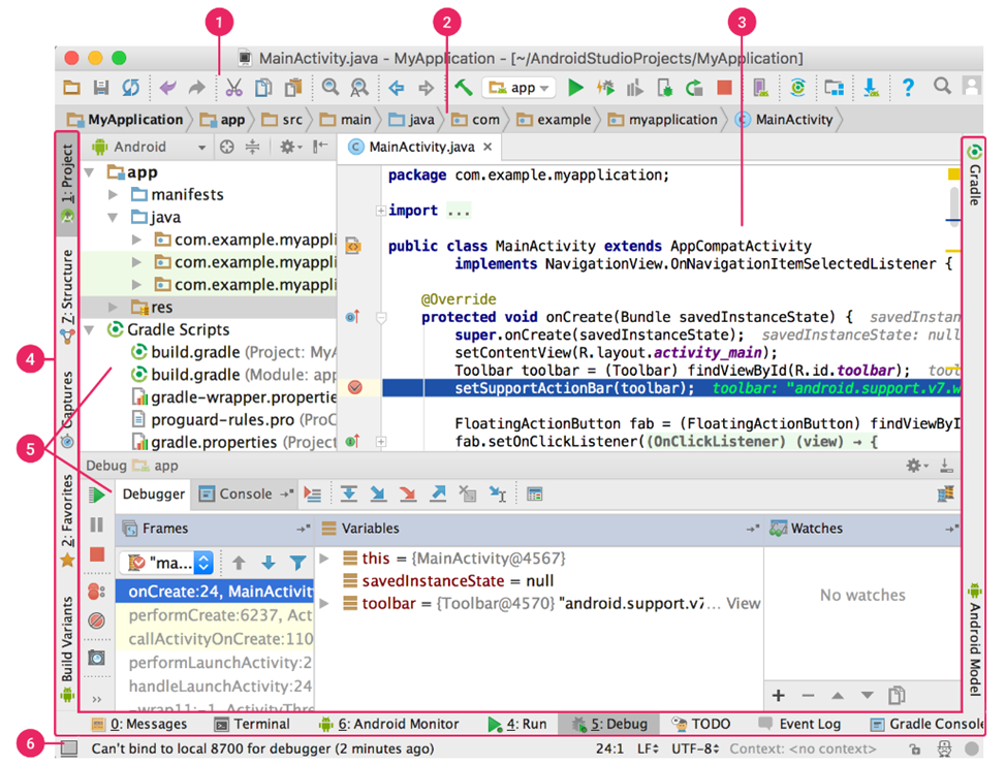 1
2
3
MainActivity.java - MyApplication - [~/AndroidStudioProjects/MyApplication]
app
?
MyApplication app src main java com example myapplication C MainActivity
1: Project
Z: Structure
4
Captures
5
2: Favorites
Build Variants
Android
app
manifests
java
com.example.myappli
com.example.myappli
com.example.myappli
res
Gradle Scripts
build.gradle (Project: MyA
build.gradle (Module: app
gradle-wrapper.propertie
proguard-rules.pro (ProG
gradle.properties (Project
C MainActivity.java ×
package com.example.myapplication;
import ...
public class MainActivity extends AppCompatActivity
implements NavigationView.OnNavigationItemSelectedListener {
@Override
protected void onCreate(Bundle savedInstanceState) { savedInstan
super.onCreate(savedInstanceState); savedInstanceState: null
setContentView(R.layout.activity_main);
Toolbar toolbar = (Toolbar) findViewById(R.id.toolbar); tool
setSupportActionBar(toolbar); toolbar: "android.support.v7.w
FloatingActionButton fab = (FloatingActionButton) findViewByI
fab.setOnClickListener((OnClickListener) (view) → {
Gradle
Android Model
Debug app
Debugger Console
Frames
"ma...
onCreate:24, MainActivit
performCreate:6237, Act
callActivityOnCreate:110
performLaunchActivity:2
handleLaunchActivity:24
-wrap11:-1, ActivityThre
Variables
this = {MainActivity@4567}
savedInstanceState = null
toolbar = {Toolbar@4570} "android.support.v7... View
Watches
No watches
0: Messages Terminal 6: Android Monitor 4: Run 5: Debug TODO Event Log Gradle Console
6
Can't bind to local 8700 for debugger (2 minutes ago)
24:1 LF UTF-8 Context: <no context>